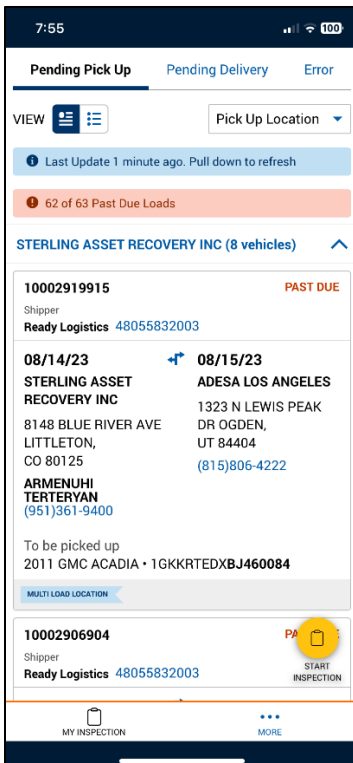 7:55
100
Pending Pick Up Pending Delivery Error
VIEW Pick Up Location
Last Update 1 minute ago. Pull down to refresh
62 of 63 Past Due Loads
STERLING ASSET RECOVERY INC (8 vehicles)
10002919915 PAST DUE
Shipper
Ready Logistics 48055832003
08/14/23
STERLING ASSET
RECOVERY INC
8148 BLUE RIVER AVE
LITTLETON,
CO 80125
ARMENUHI
TERTERYAN
(951)361-9400
08/15/23
ADESA LOS ANGELES
1323 N LEWIS PEAK
DR OGDEN,
UT 84404
(815)806-4222
To be picked up
2011 GMC ACADIA • 1GKKRTEDXBJ460084
MULTI LOAD LOCATION
10002906904
Shipper
Ready Logistics 48055832003
START
INSPECTION
MY INSPECTION
MORE